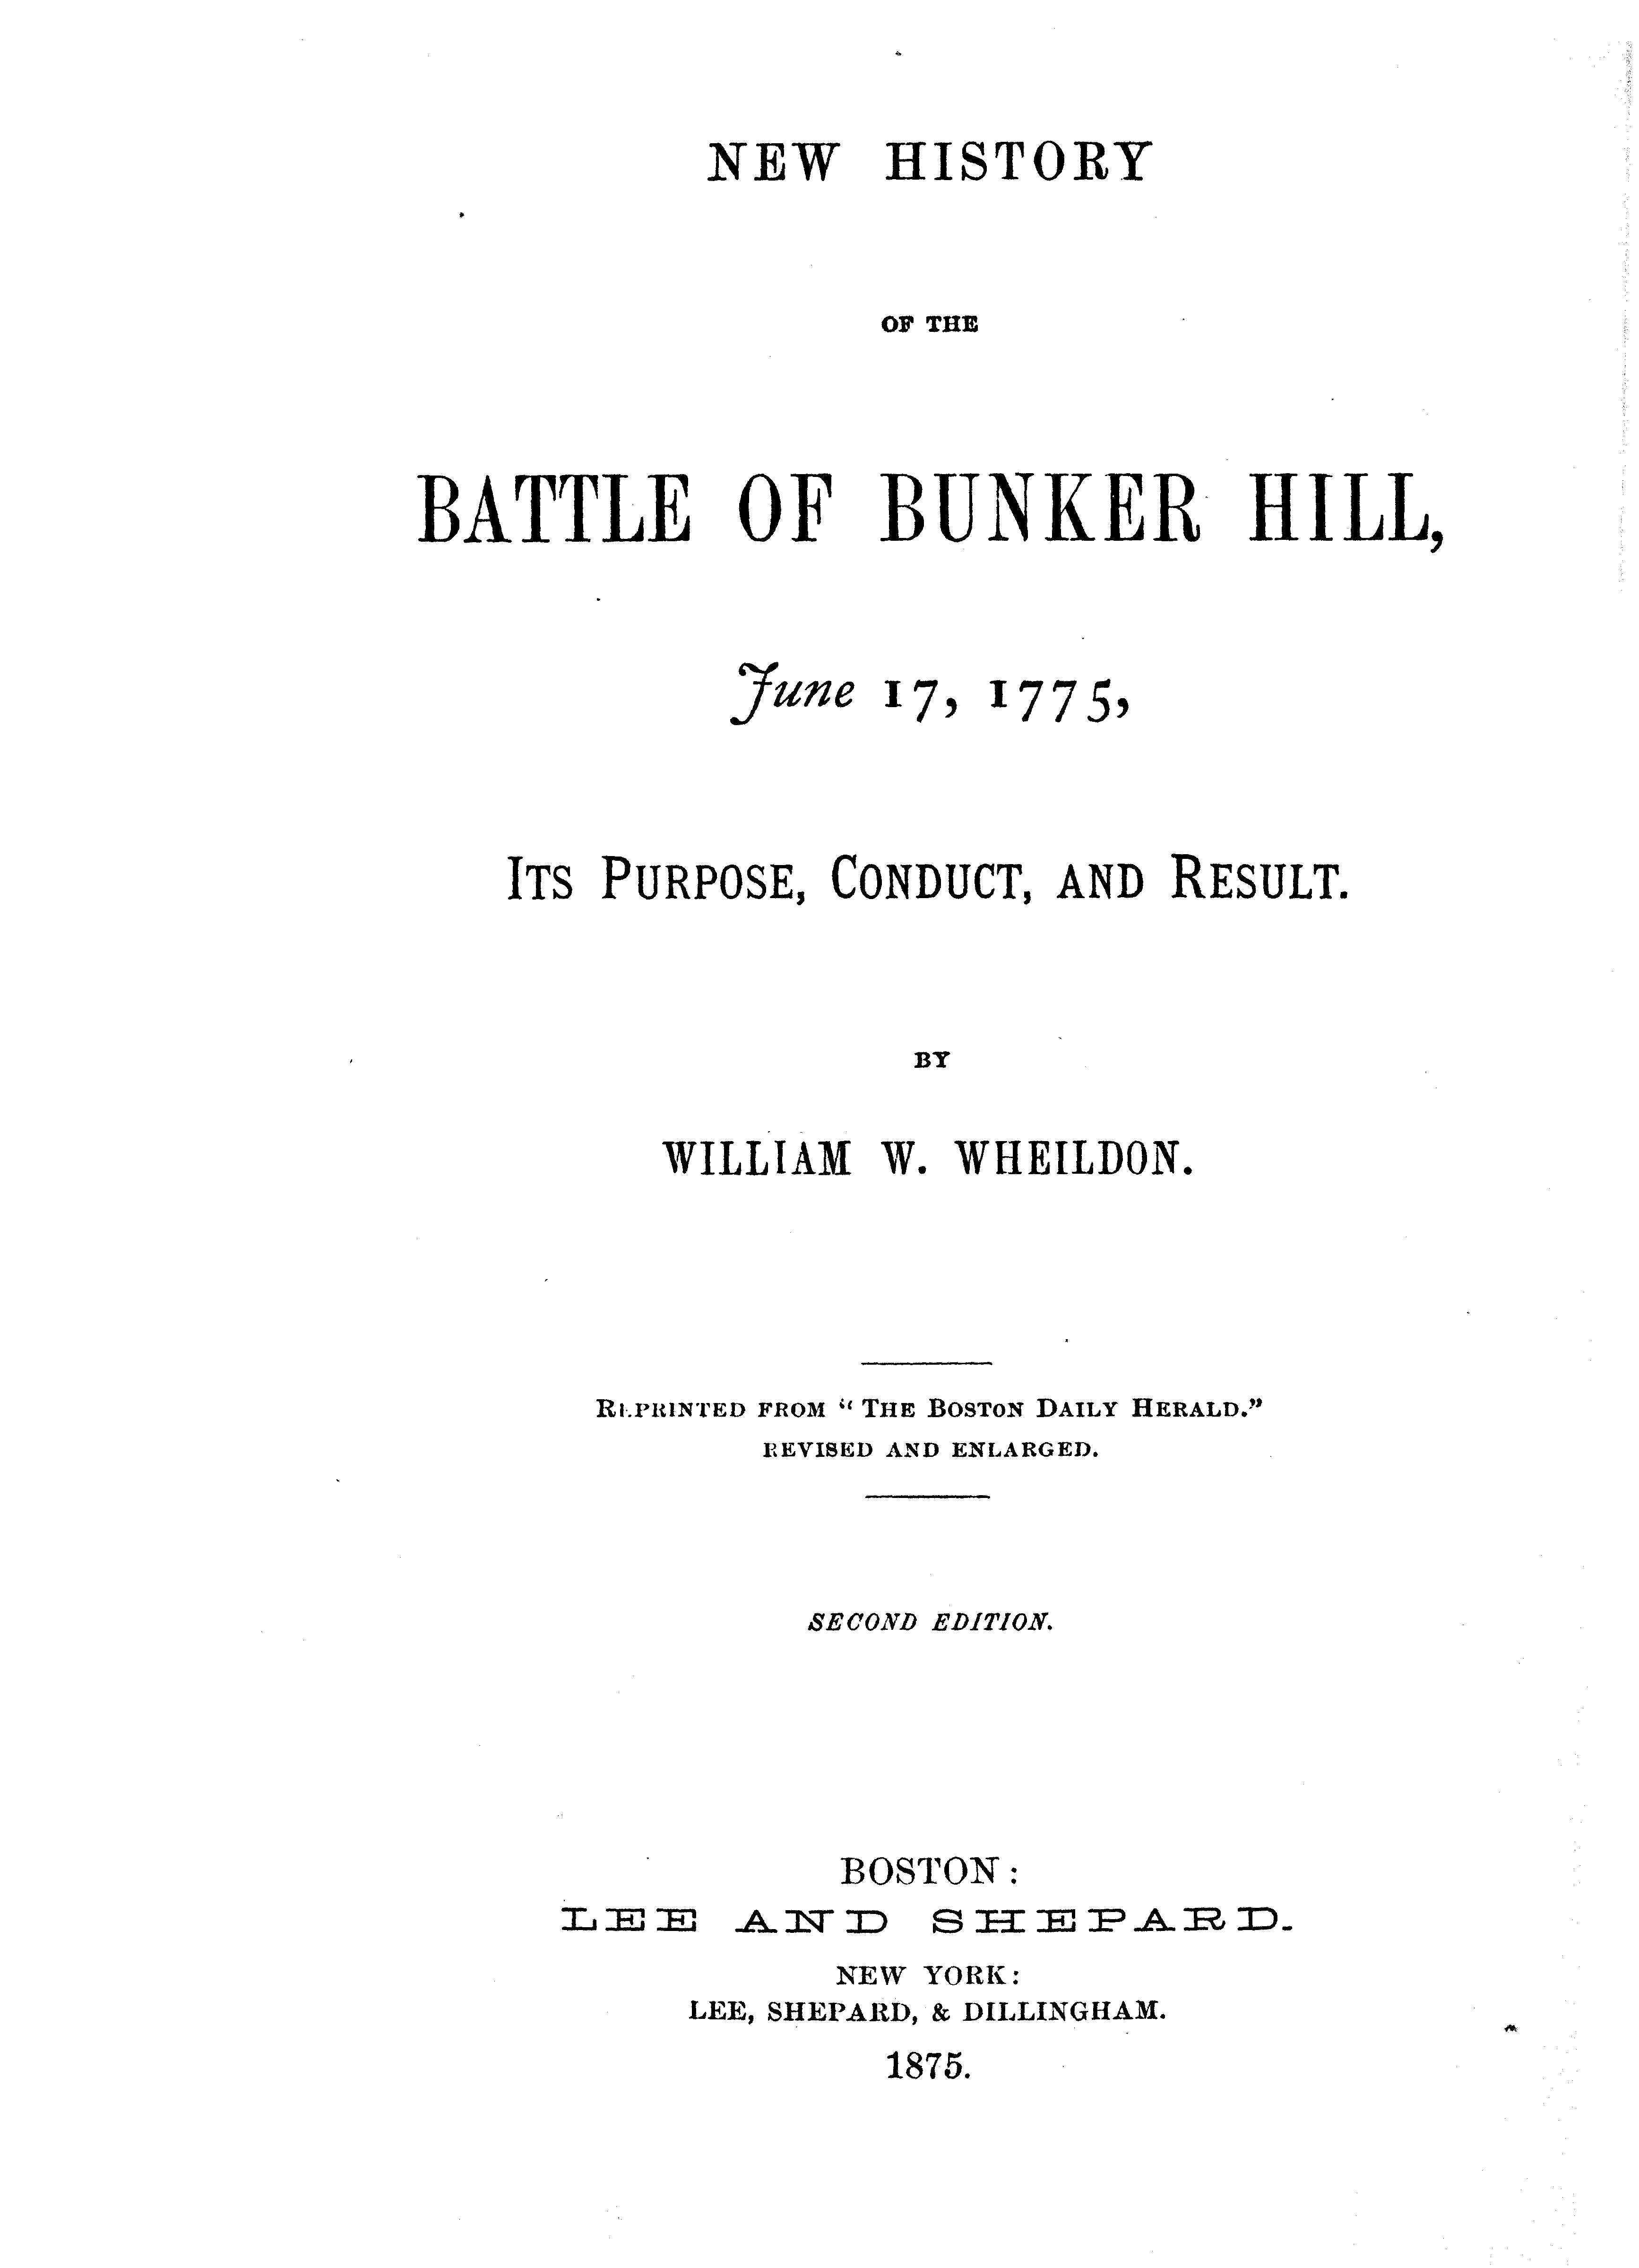 NEW HISTORY
OF THE
BATTLE OF BUNKER HILL,
June 17, 1775,
ITS PURPOSE, CONDUCT, AND RESULT.
BY
WILLIAM W. WHEILDON.
REPRINTED FROM “THE BOSTON DAILY HERALD.”
REVISED AND ENLARGED.
SECOND EDITION.
BOSTON:
LEE AND SHEPARD.
NEW YORK:
LEE, SHEPARD, & DILLINGHAM.
1875.